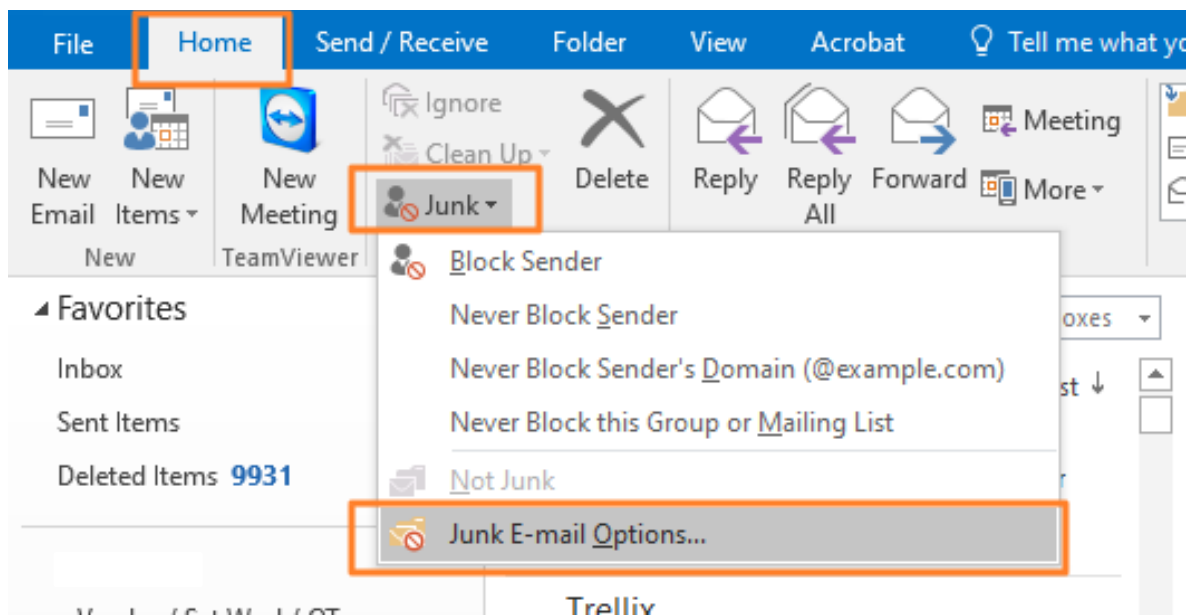 File Home Send / Receive Folder View Acrobat Tell me what
Ignore
Clean Up
Junk
New Email
New Items
New Meeting
Delete
Reply
Reply All
Forward
Meeting
More
New
TeamViewer
Block Sender
Never Block Sender
Never Block Sender's Domain (@example.com)
Never Block this Group or Mailing List
Not Junk
Junk E-mail Options...
Favorites
Inbox
Sent Items
Deleted Items 9931
Trellix